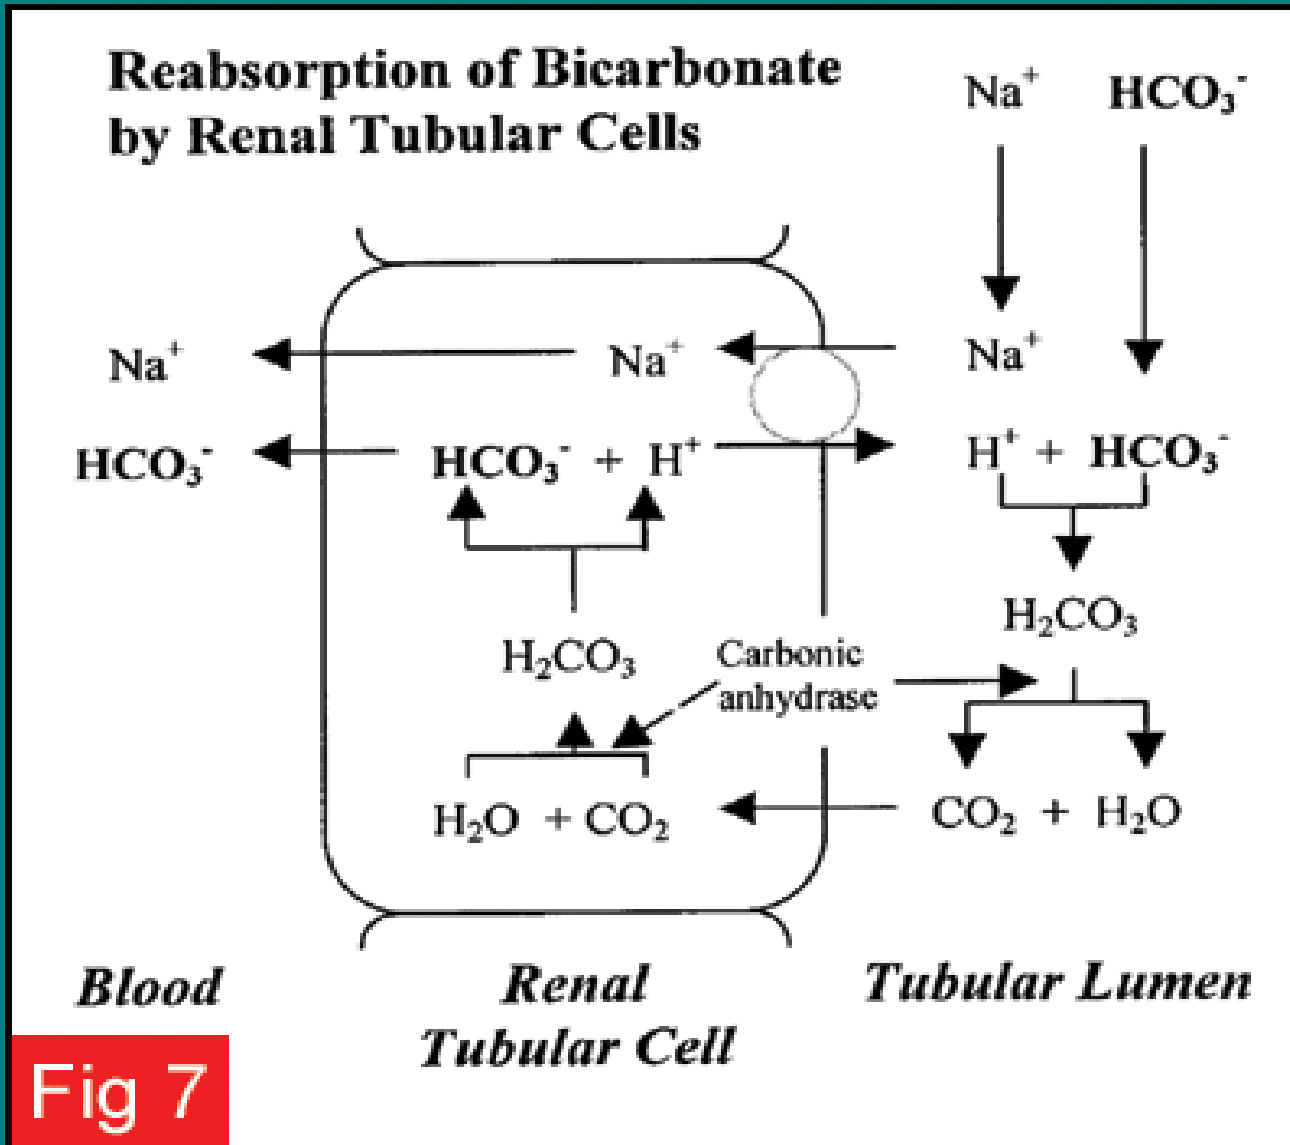 Reabsorption of Bicarbonate
by Renal Tubular Cells
Na⁺ HCO₃⁻
Na⁺ Na⁺ Na⁺
HCO₃⁻ HCO₃⁻ + H⁺ H⁺ + HCO₃⁻
H₂CO₃
H₂CO₃ Carbonic
anhydrase
H₂O + CO₂ CO₂ + H₂O
Blood Renal Tubular Lumen
Tubular Cell
Fig 7